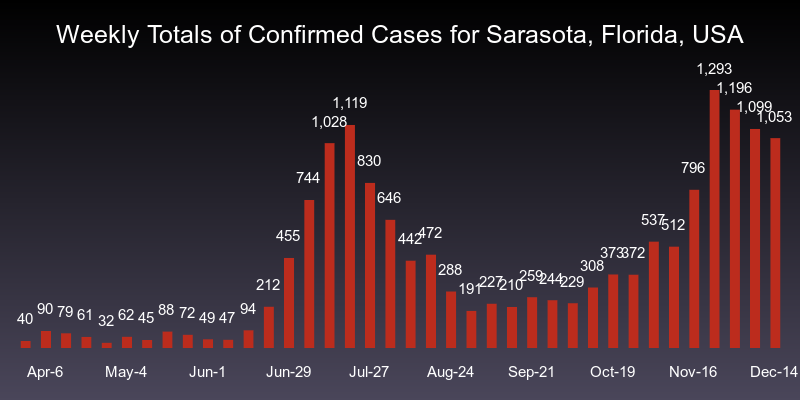 Weekly Totals of Confirmed Cases for Sarasota, Florida, USA
40 90 79 61 32 62 45 88 72 49 47 94 212 455 744 1,028 1,119 830 646 442 472 288 191 227 210 259 244 229 308 373 372 537 512 796 1,293 1,196 1,099 1,053
Apr-6 May-4 Jun-1 Jun-29 Jul-27 Aug-24 Sep-21 Oct-19 Nov-16 Dec-14